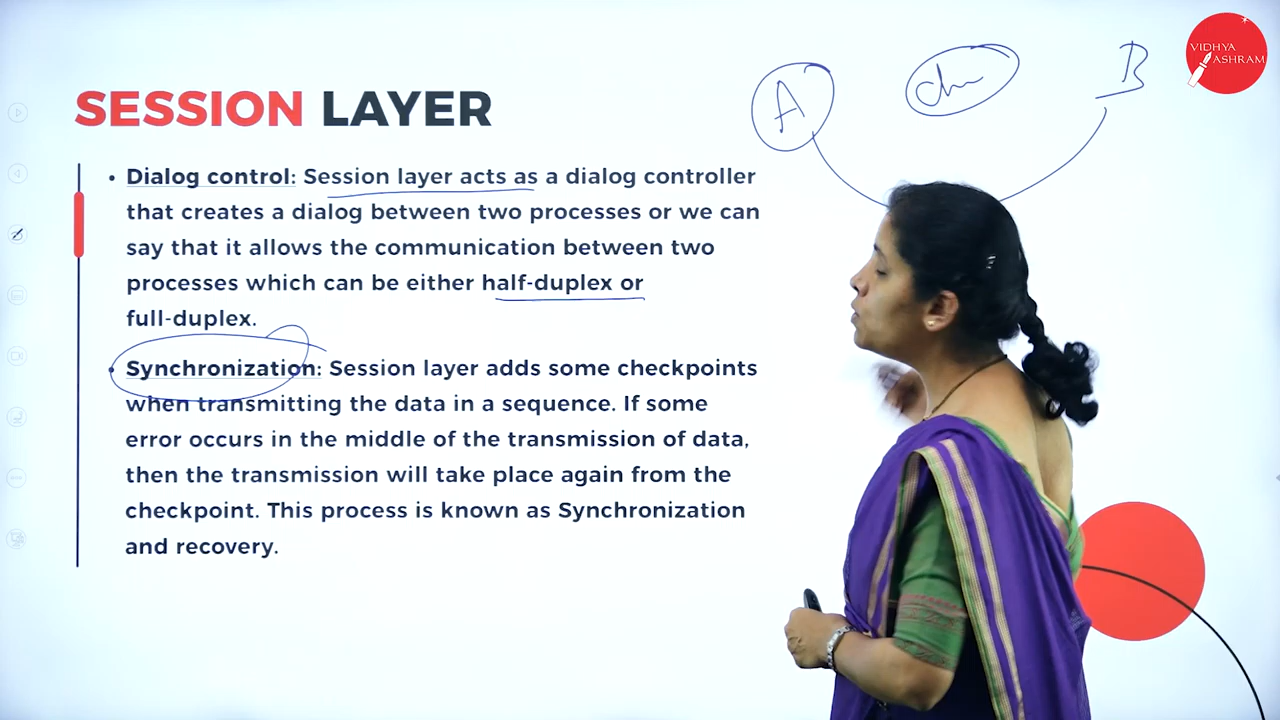 SESSION LAYER
• Dialog control: Session layer acts as a dialog controller
that creates a dialog between two processes or we can
say that it allows the communication between two
processes which can be either half-duplex or
full-duplex.
• Synchronization: Session layer adds some checkpoints
when transmitting the data in a sequence. If some
error occurs in the middle of the transmission of data,
then the transmission will take place again from the
checkpoint. This process is known as Synchronization
and recovery.
A
B
VIDHYA
ASHRAM